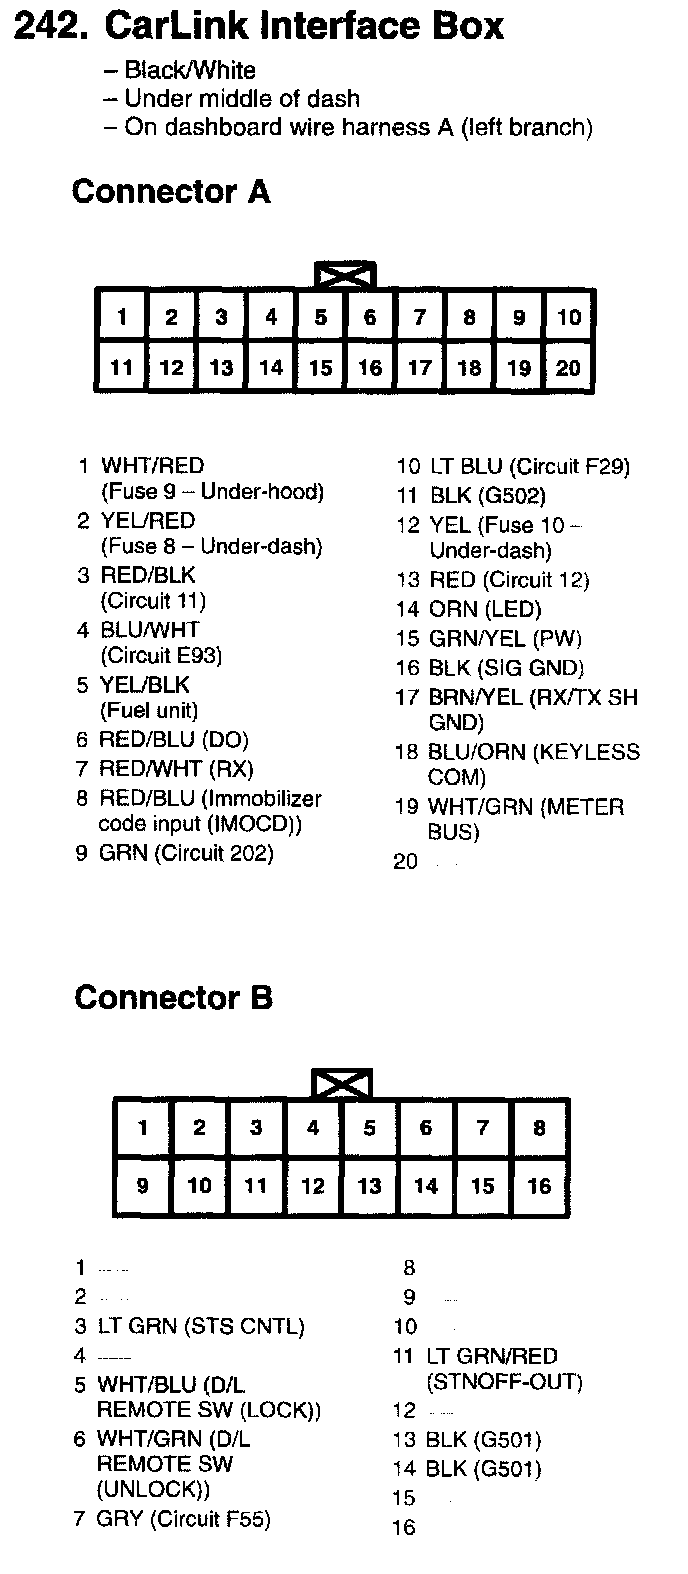 242. CarLink Interface Box
– Black/White
– Under middle of dash
– On dashboard wire harness A (left branch)
Connector A
1 2 3 4 5 6 7 8 9 10
11 12 13 14 15 16 17 18 19 20
1 WHT/RED
(Fuse 9 – Under-hood)
2 YEL/RED
(Fuse 8 – Under-dash)
3 RED/BLK
(Circuit 11)
4 BLU/WHT
(Circuit E93)
5 YEL/BLK
(Fuel unit)
6 RED/BLU (DO)
7 RED/WHT (RX)
8 RED/BLU (Immobilizer
code input (IMOCD))
9 GRN (Circuit 202)
10 LT BLU (Circuit F29)
11 BLK (G502)
12 YEL (Fuse 10 –
Under-dash)
13 RED (Circuit 12)
14 ORN (LED)
15 GRN/YEL (PW)
16 BLK (SIG GND)
17 BRN/YEL (RX/TX SH
GND)
18 BLU/ORN (KEYLESS
COM)
19 WHT/GRN (METER
BUS)
20
Connector B
1 2 3 4 5 6 7 8
9 10 11 12 13 14 15 16
1 —
2
3 LT GRN (STS CNTL)
4 —
5 WHT/BLU (D/L
REMOTE SW (LOCK))
6 WHT/GRN (D/L
REMOTE SW
(UNLOCK))
7 GRY (Circuit F55)
8
9 —
10
11 LT GRN/RED
(STNOFF-OUT)
12 —
13 BLK (G501)
14 BLK (G501)
15
16